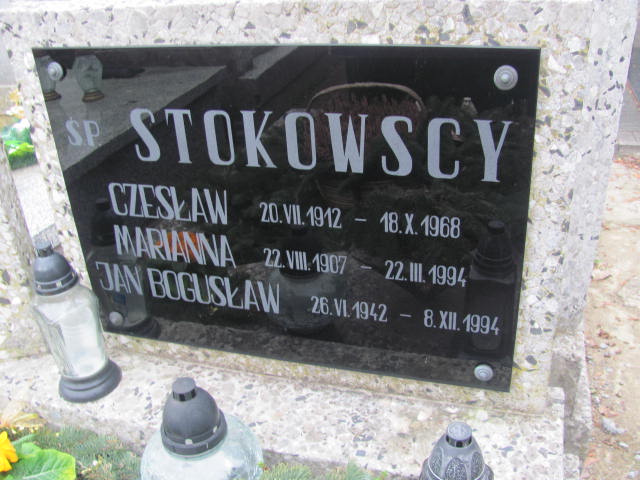 ŚP. STOKOWSCY
CZESŁAW 20.VII.1912 – 18.X.1968
MARIANNA 22.VIII.1907 – 22.III.1994
JAN BOGUSŁAW 26.VI.1942 – 8.XII.1994